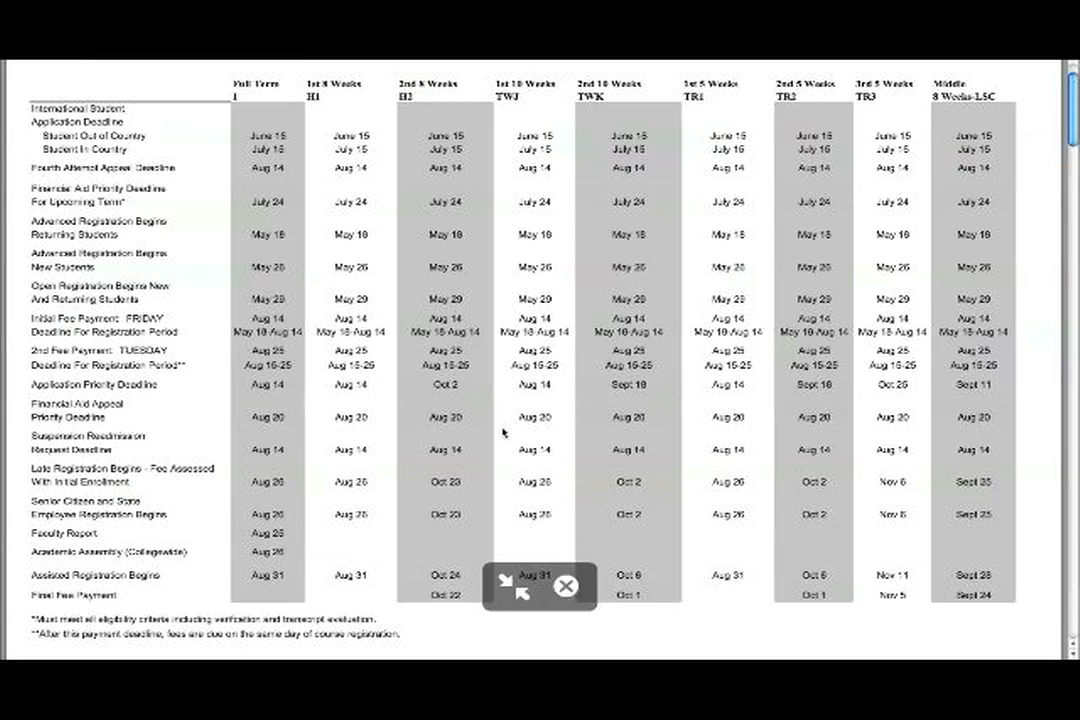 Full Term 1st 8 Weeks 2nd 8 Weeks 1st 10 Weeks 2nd 10 Weeks 1st 5 Weeks 2nd 5 Weeks 3rd 5 Weeks Middle
1 H1 H2 TWJ TWK TR1 TR2 TR3 8 Weeks-LSC
International Student
Application Deadline
Student Out of Country June 15 June 15 June 15 June 15 June 15 June 15 June 15 June 15 June 15
Student In Country July 15 July 15 July 15 July 15 July 15 July 15 July 15 July 15 July 15
Fourth Attempt Appeal Deadline Aug 14 Aug 14 Aug 14 Aug 14 Aug 14 Aug 14 Aug 14 Aug 14 Aug 14
Financial Aid Priority Deadline
For Upcoming Term* July 24 July 24 July 24 July 24 July 24 July 24 July 24 July 24 July 24
Advanced Registration Begins
Returning Students May 18 May 18 May 18 May 18 May 18 May 18 May 18 May 18 May 18
Advanced Registration Begins
New Students May 26 May 26 May 26 May 26 May 26 May 26 May 26 May 26 May 26
Open Registration Begins New
And Returning Students May 29 May 29 May 29 May 29 May 29 May 29 May 29 May 29 May 29
Initial Fee Payment: FRIDAY Aug 14 Aug 14 Aug 14 Aug 14 Aug 14 Aug 14 Aug 14 Aug 14 Aug 14
Deadline For Registration Period May 18-Aug 14 May 18-Aug 14 May 18-Aug 14 May 18-Aug 14 May 18-Aug 14 May 18-Aug 14 May 18-Aug 14 May 18-Aug 14 May 18-Aug 14
2nd Fee Payment: TUESDAY Aug 25 Aug 25 Aug 25 Aug 25 Aug 25 Aug 25 Aug 25 Aug 25 Aug 25
Deadline For Registration Period** Aug 15-25 Aug 15-25 Aug 15-25 Aug 15-25 Aug 15-25 Aug 15-25 Aug 15-25 Aug 15-25 Aug 15-25
Application Priority Deadline Aug 14 Aug 14 Oct 2 Aug 14 Sept 18 Aug 14 Sept 18 Oct 26 Sept 11
Financial Aid Appeal
Priority Deadline Aug 20 Aug 20 Aug 20 Aug 20 Aug 20 Aug 20 Aug 20 Aug 20 Aug 20
Suspension Readmission
Request Deadline Aug 14 Aug 14 Aug 14 Aug 14 Aug 14 Aug 14 Aug 14 Aug 14 Aug 14
Late Registration Begins - Fee Assessed
With Initial Enrollment Aug 26 Aug 26 Oct 23 Aug 26 Oct 2 Aug 26 Oct 2 Nov 6 Sept 25
Senior Citizen and State
Employee Registration Begins Aug 26 Aug 26 Oct 23 Aug 26 Oct 2 Aug 26 Oct 2 Nov 6 Sept 25
Faculty Report Aug 25
Academic Assembly (Collegewide) Aug 26
Assisted Registration Begins Aug 31 Aug 31 Oct 24 Aug 31 Oct 6 Aug 31 Oct 6 Nov 11 Sept 28
Final Fee Payment Oct 22 Oct 1 Oct 1 Nov 5 Sept 24
*Must meet all eligibility criteria including verification and transcript evaluation.
**After this payment deadline, fees are due on the same day of course registration.